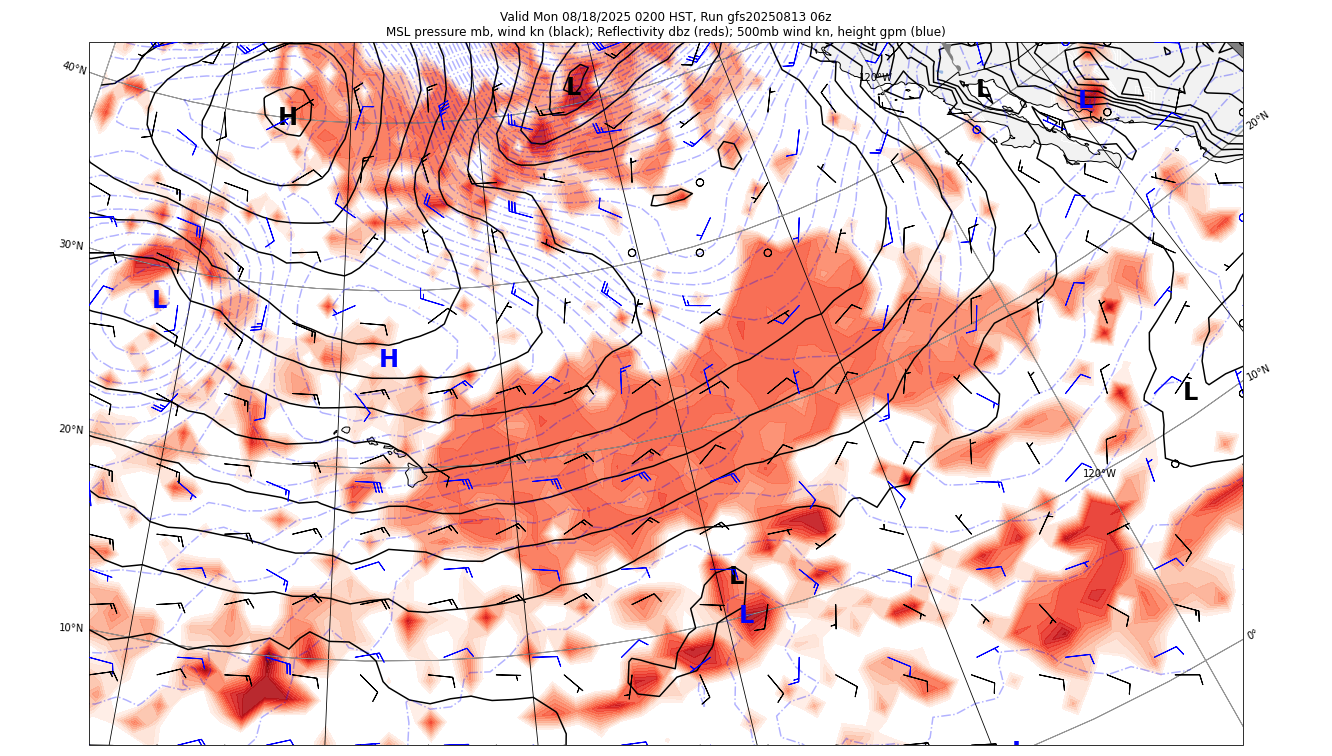 Valid Mon 08/18/2025 0200 HST, Run gfs20250813 06z
MSL pressure mb, wind kn (black); Reflectivity dbz (reds); 500mb wind kn, height gpm (blue)
40°N
120°W
L
L
L
H
L
20°N
30°N
L
H
10°N
L
20°N
120°W
L
L
10°N
0°